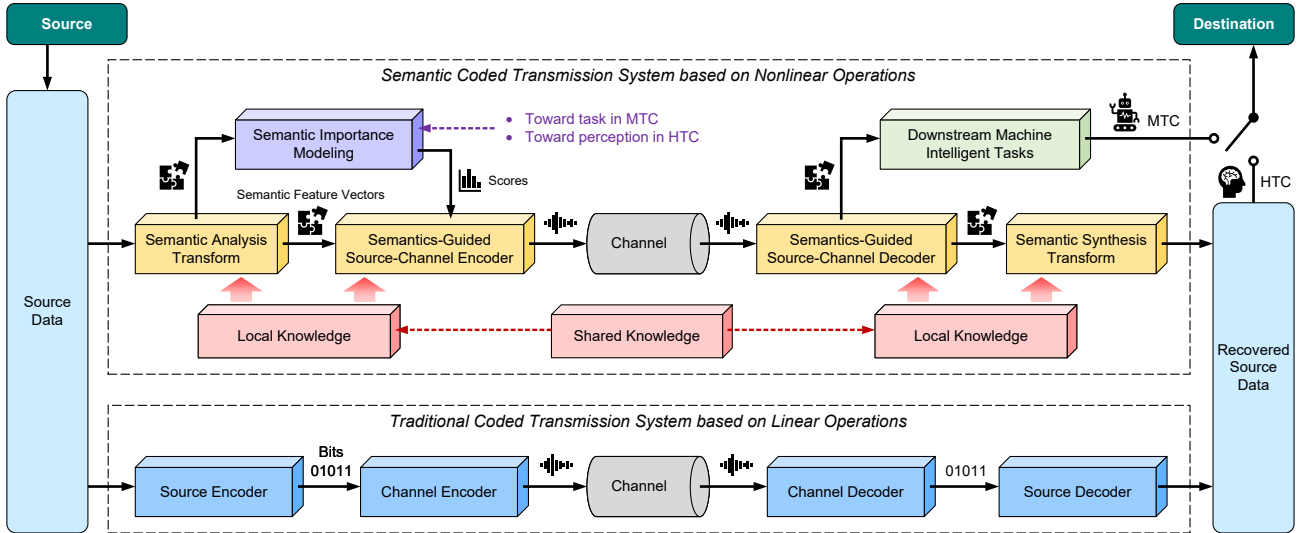 Source
Destination
Semantic Coded Transmission System based on Nonlinear Operations
Semantic Importance
Modeling
• Toward task in MTC
• Toward perception in HTC
Downstream Machine
Intelligent Tasks
MTC
HTC
Scores
Semantic Feature Vectors
Semantic Analysis
Transform
Semantics-Guided
Source-Channel Encoder
Channel
Semantics-Guided
Source-Channel Decoder
Semantic Synthesis
Transform
Source
Data
Local Knowledge
Shared Knowledge
Local Knowledge
Recovered
Source
Data
Traditional Coded Transmission System based on Linear Operations
Bits
01011
01011
Source Encoder
Channel Encoder
Channel
Channel Decoder
Source Decoder